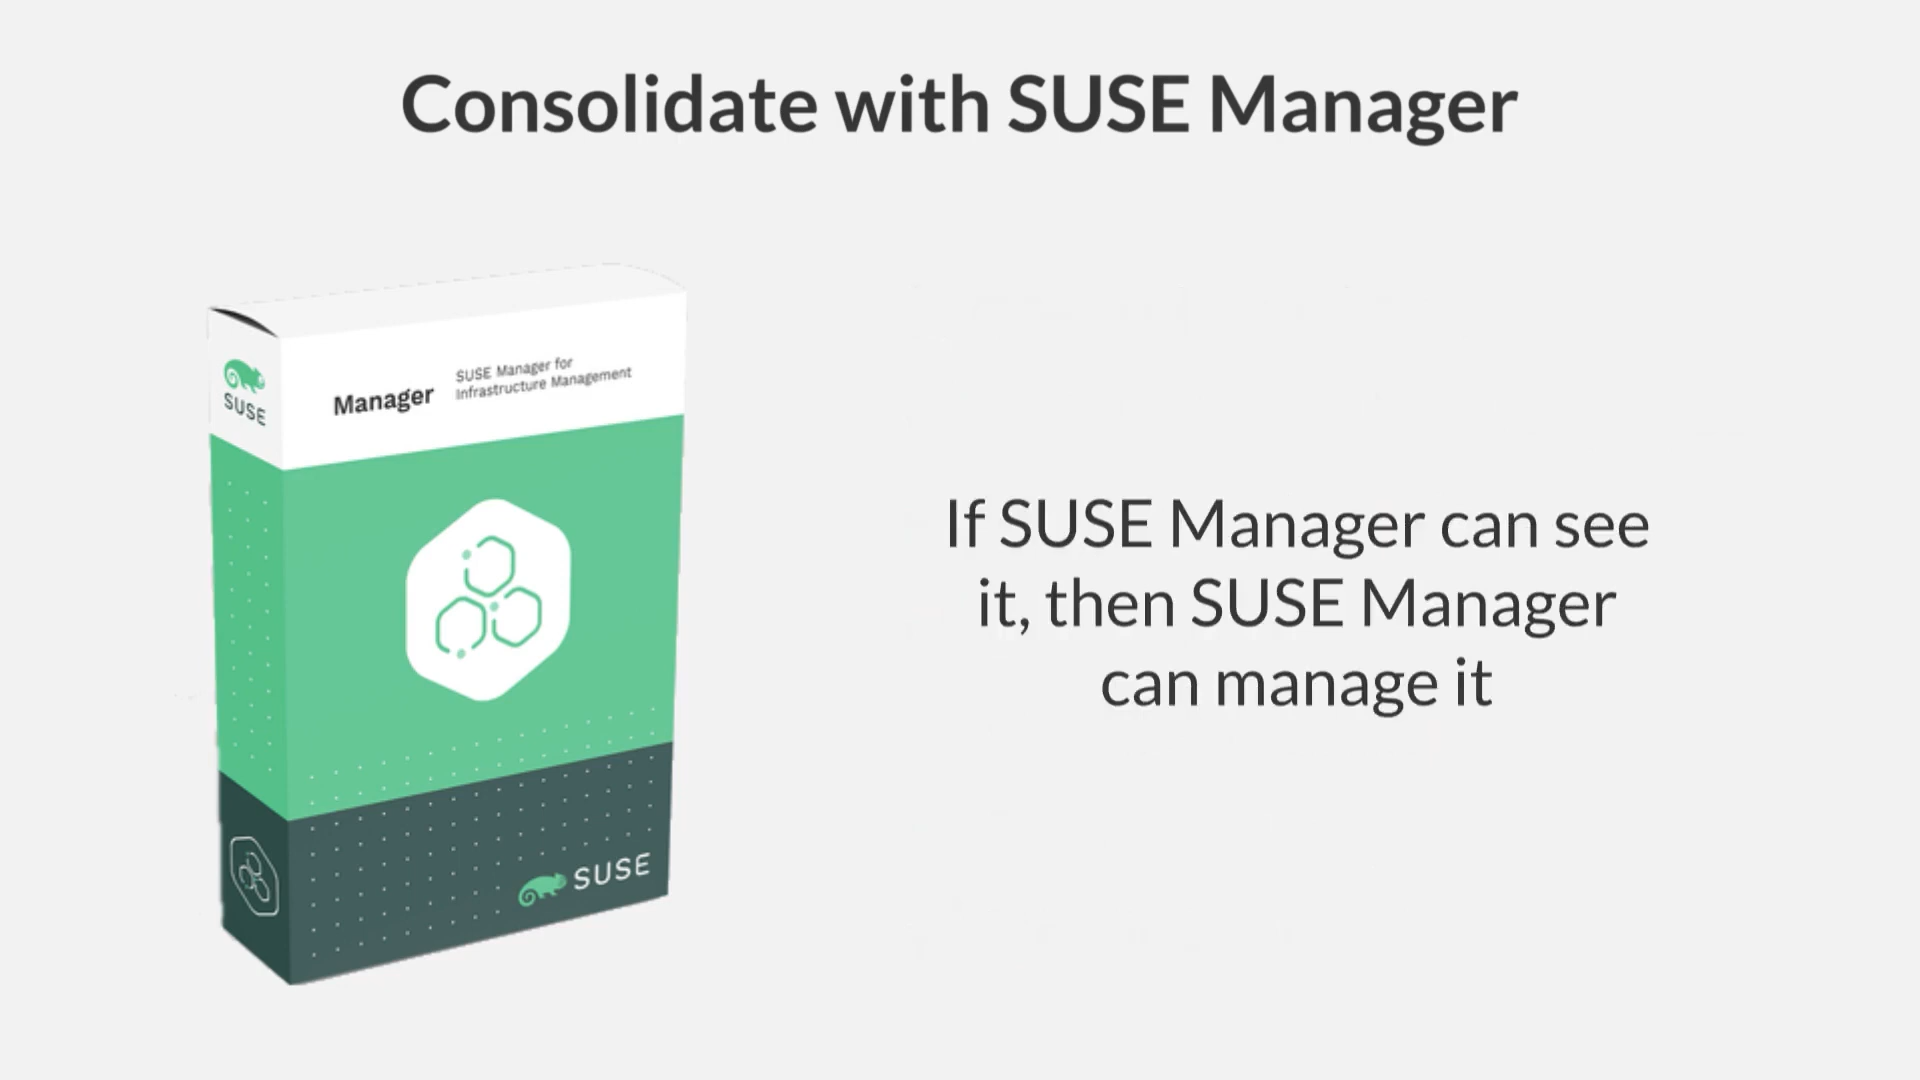 Consolidate with SUSE Manager
SUSE
Manager
SUSE Manager for
Infrastructure Management
SUSE
If SUSE Manager can see
it, then SUSE Manager
can manage it